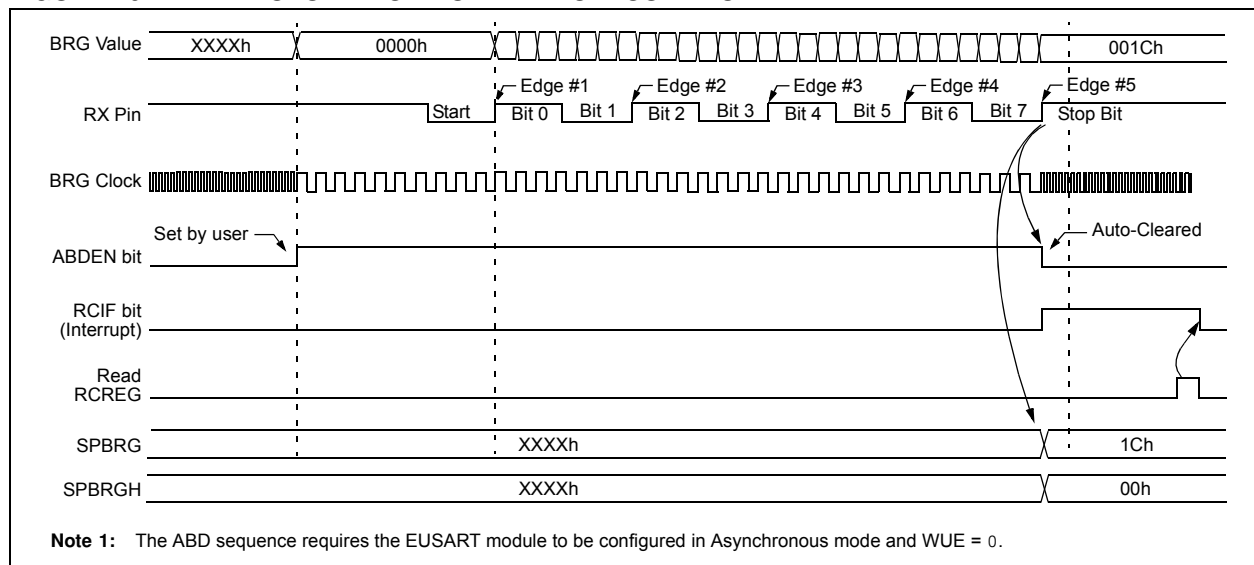 BRG Value XXXXh 0000h 001Ch
Edge #1 Edge #2 Edge #3 Edge #4 Edge #5
RX Pin Start Bit 0 Bit 1 Bit 2 Bit 3 Bit 4 Bit 5 Bit 6 Bit 7 Stop Bit
BRG Clock
Set by user Auto-Cleared
ABDEN bit
RCIF bit
(Interrupt)
Read
RCREG
SPBRG XXXXh 1Ch
SPBRGH XXXXh 00h
Note 1: The ABD sequence requires the EUSART module to be configured in Asynchronous mode and WUE = 0.